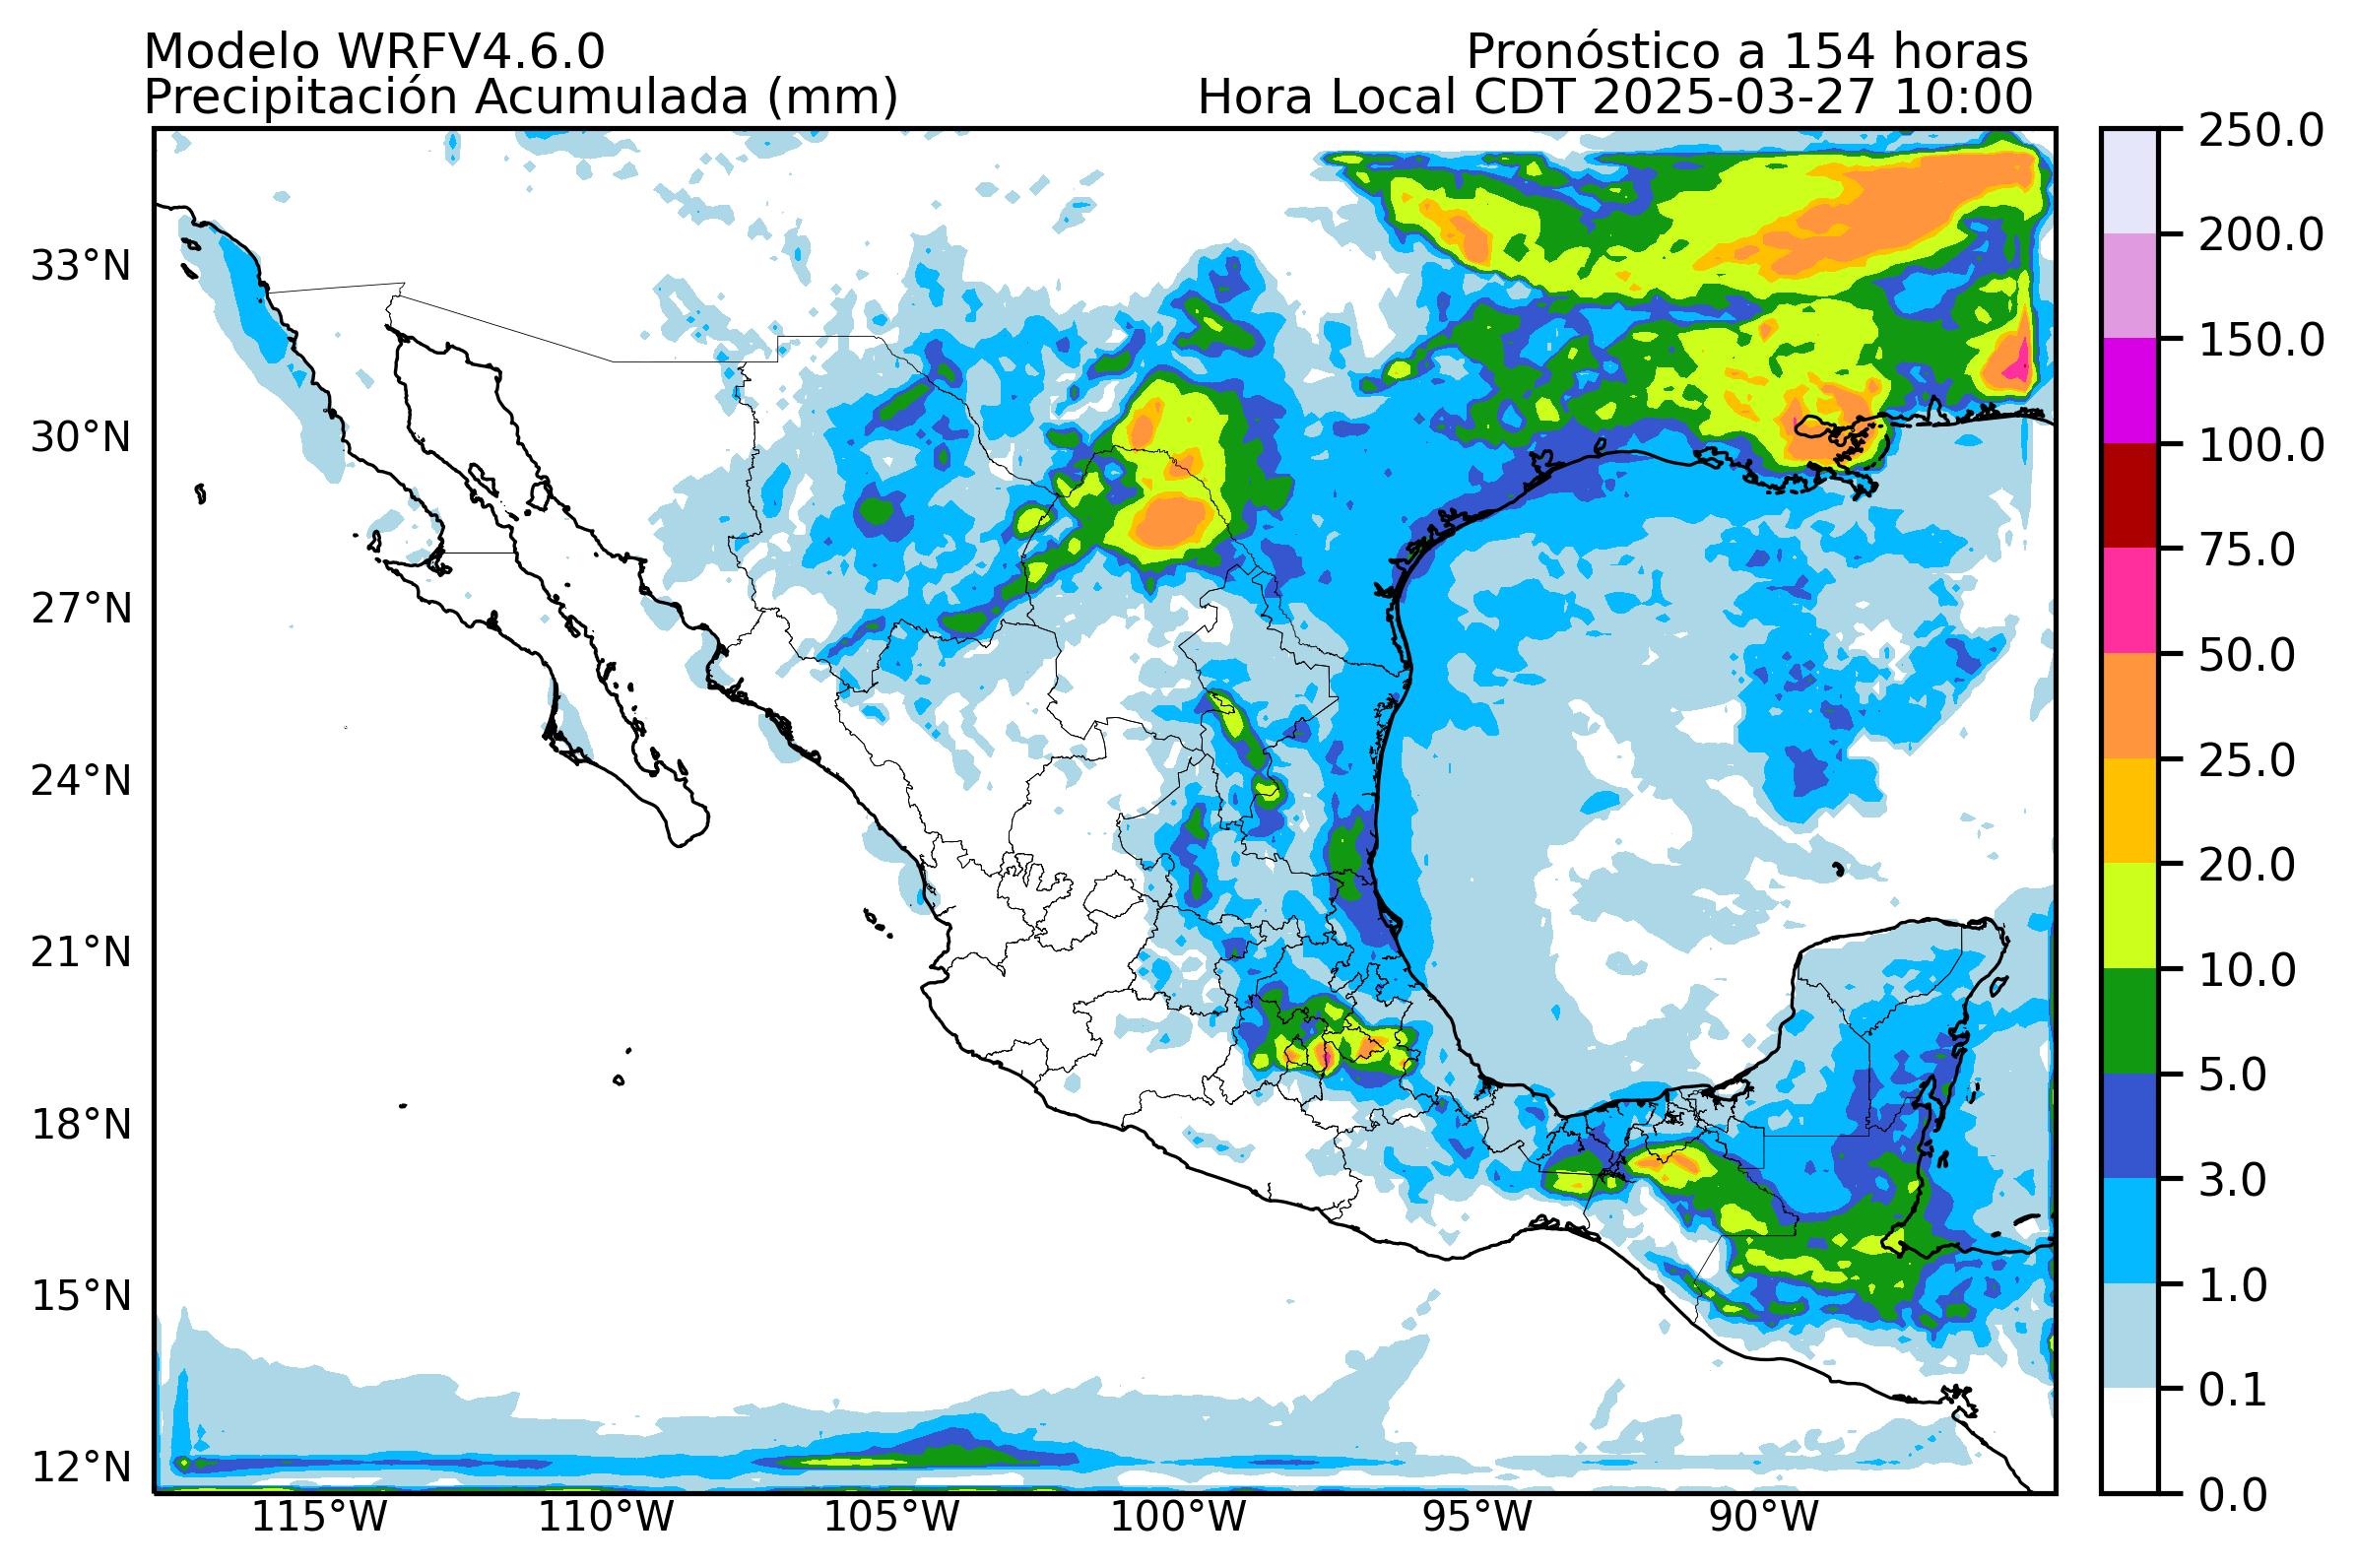 Modelo WRFV4.6.0
Pronóstico a 154 horas
Precipitación Acumulada (mm)
Hora Local CDT 2025-03-27 10:00
33°N
30°N
27°N
24°N
21°N
18°N
15°N
12°N
115°W
110°W
105°W
100°W
95°W
90°W
250.0
200.0
150.0
100.0
75.0
50.0
25.0
20.0
10.0
5.0
3.0
1.0
0.1
0.0